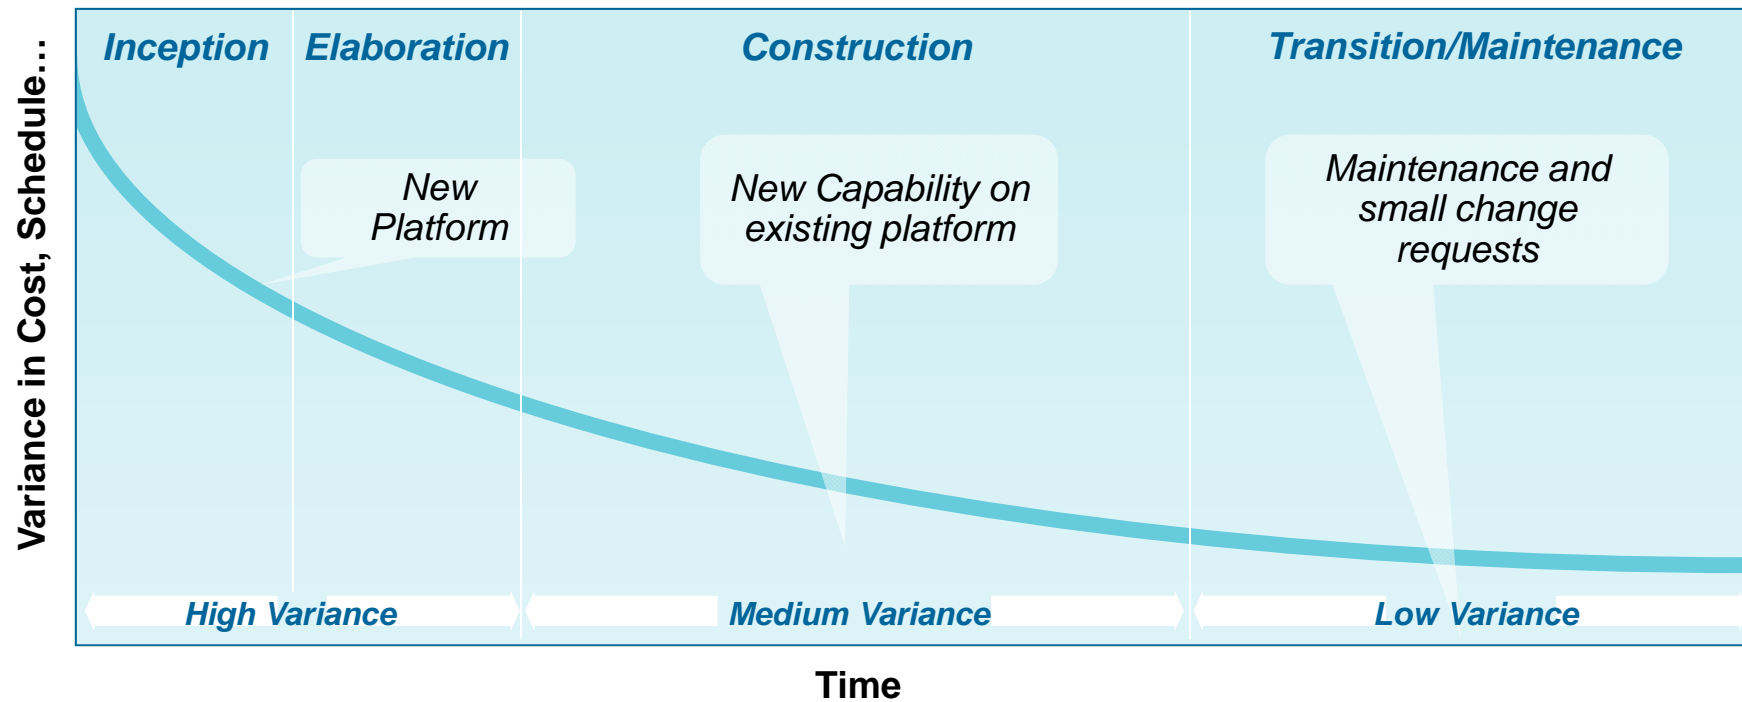 Variance in Cost, Schedule…
Inception
Elaboration
Construction
Transition/Maintenance
New
Platform
New Capability on
existing platform
Maintenance and
small change
requests
High Variance
Medium Variance
Low Variance
Time